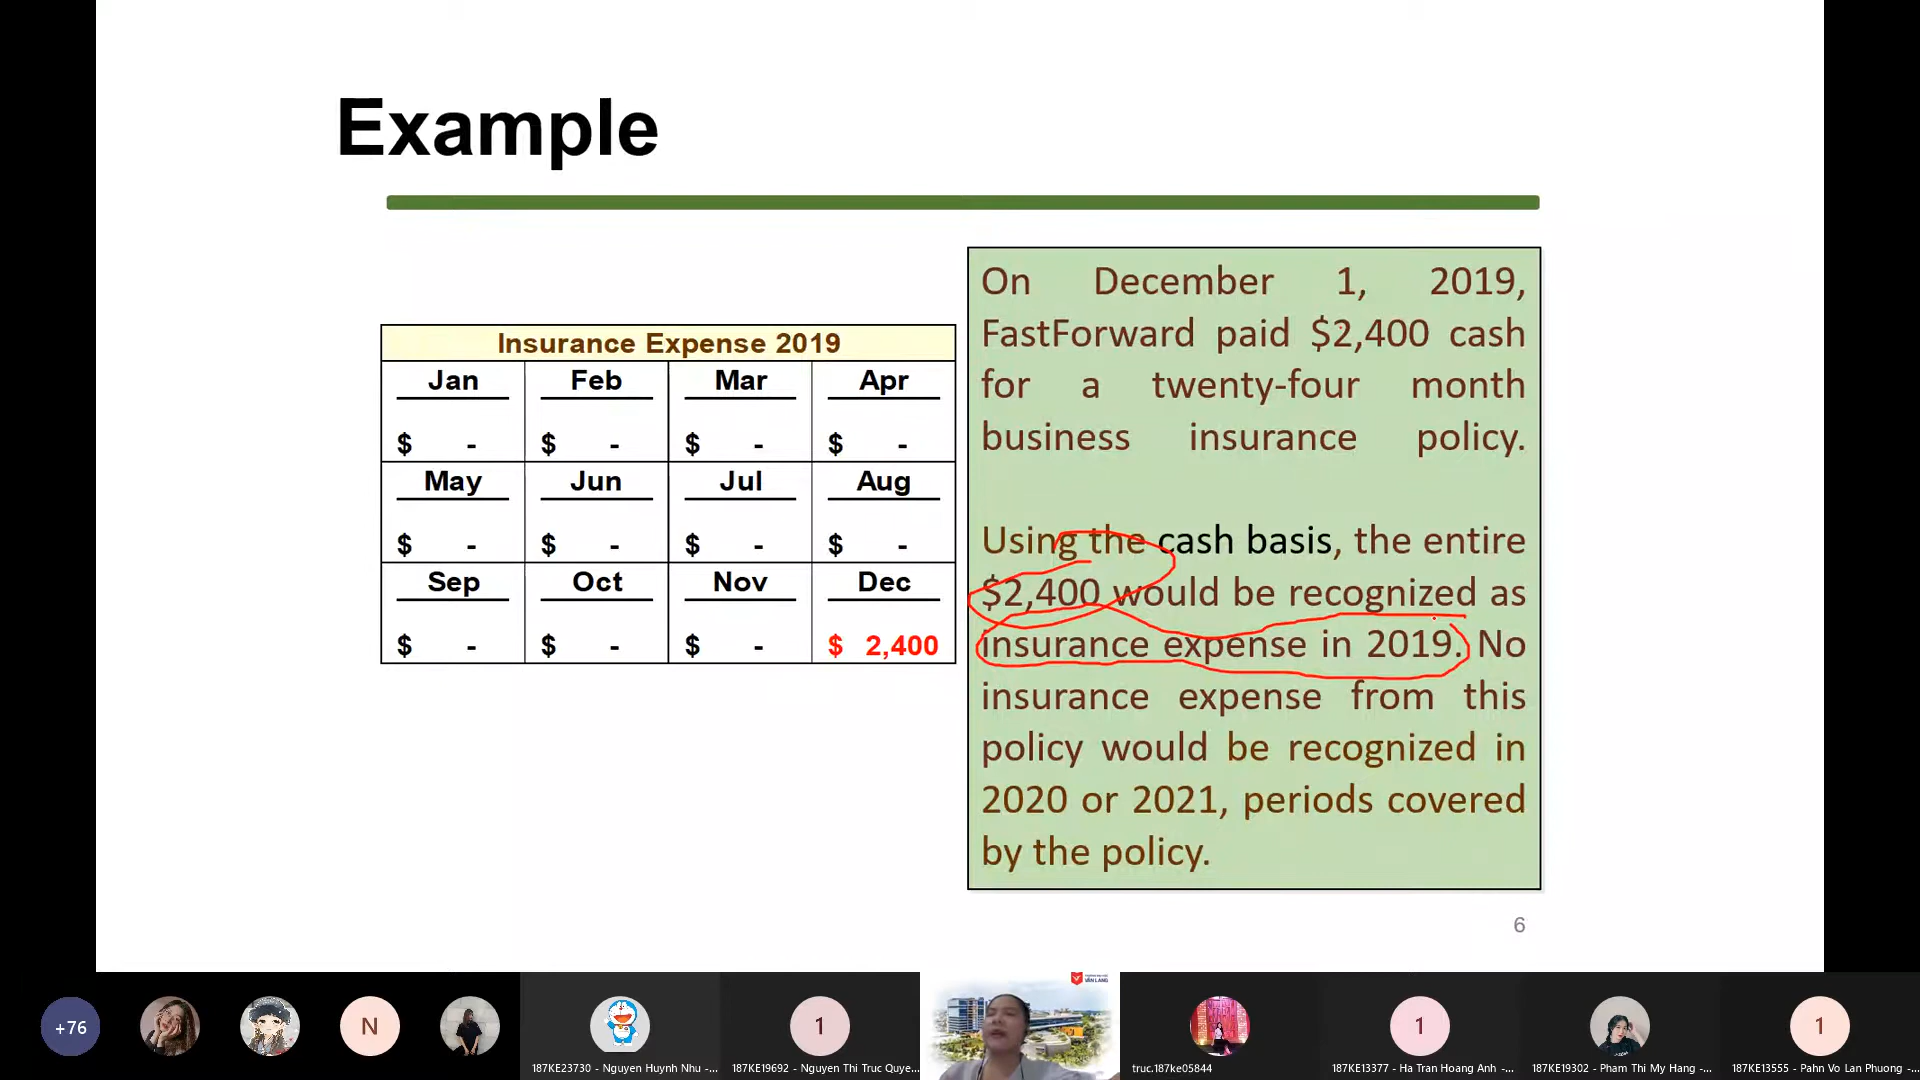 Example
Insurance Expense 2019
Jan Feb Mar Apr
$ - $ - $ - $ -
May Jun Jul Aug
$ - $ - $ - $ -
Sep Oct Nov Dec
$ - $ - $ - $ 2,400
On December 1, 2019,
FastForward paid $2,400 cash
for a twenty-four month
business insurance policy.
Using the cash basis, the entire
$2,400 would be recognized as
insurance expense in 2019. No
insurance expense from this
policy would be recognized in
2020 or 2021, periods covered
by the policy.
6
VĂN LANG
+76
N
1
1
1
187KE23730 - Nguyen Huynh Nhu -...
187KE19692 - Nguyen Thi Truc Quye...
truc.187ke05844
187KE13377 - Ha Tran Hoang Anh -...
187KE19302 - Pham Thi My Hang -...
187KE13555 - Pahn Vo Lan Phuong -...